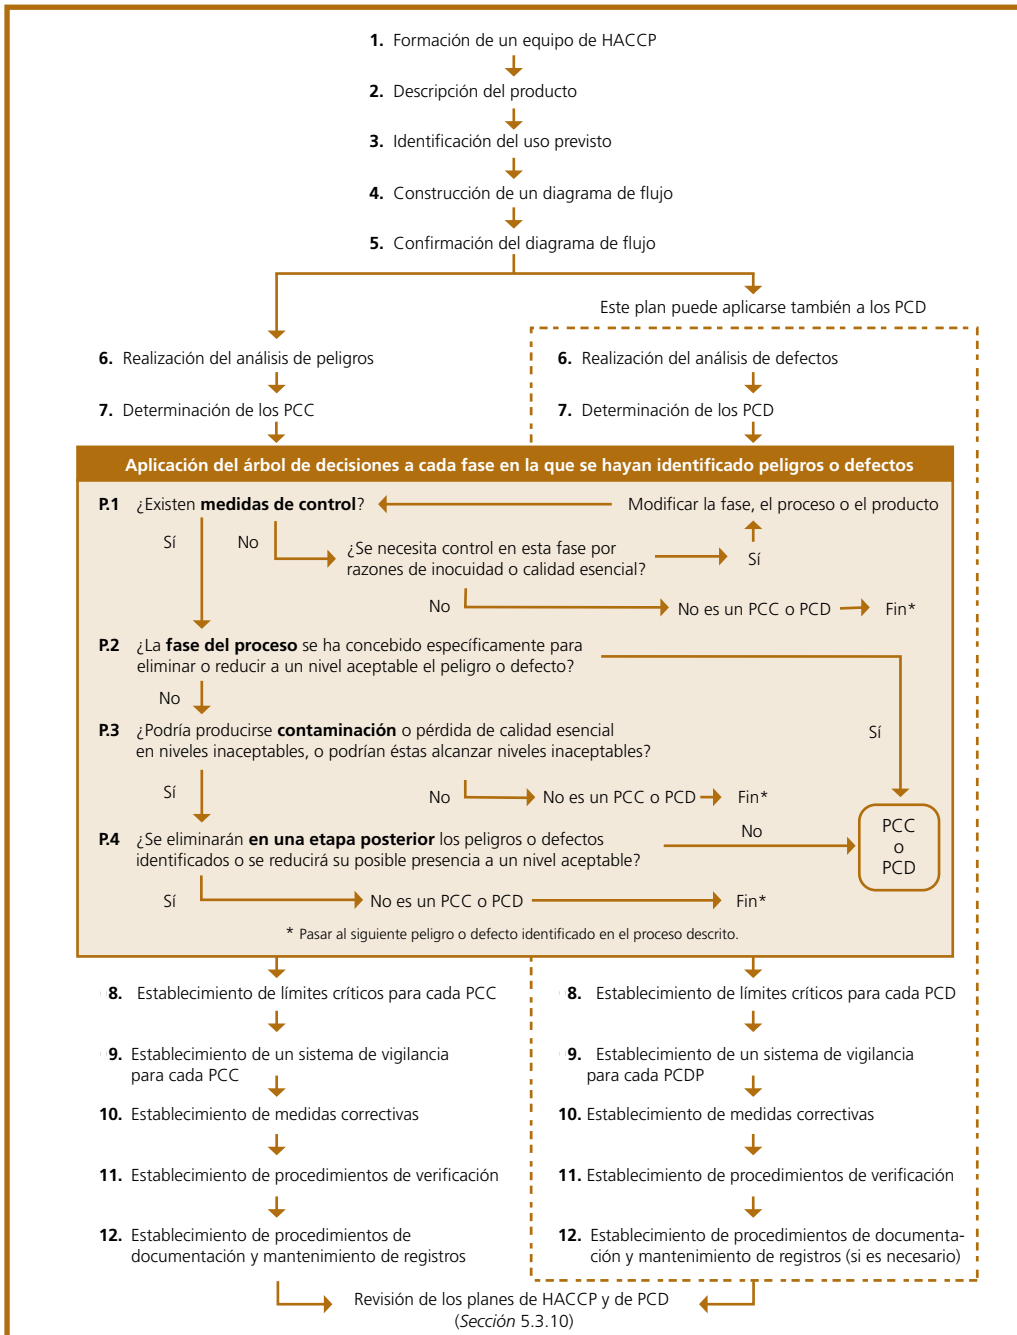 1. Formación de un equipo de HACCP
2. Descripción del producto
3. Identificación del uso previsto
4. Construcción de un diagrama de flujo
5. Confirmación del diagrama de flujo
Este plan puede aplicarse también a los PCD
6. Realización del análisis de peligros
6. Realización del análisis de defectos
7. Determinación de los PCC
7. Determinación de los PCD
Aplicación del árbol de decisiones a cada fase en la que se hayan identificado peligros o defectos
P.1 ¿Existen medidas de control?
Modificar la fase, el proceso o el producto
Sí
No
¿Se necesita control en esta fase por
razones de inocuidad o calidad esencial?
Sí
No
No es un PCC o PCD
Fin*
P.2 ¿La fase del proceso se ha concebido específicamente para
eliminar o reducir a un nivel aceptable el peligro o defecto?
No
Sí
P.3 ¿Podría producirse contaminación o pérdida de calidad esencial
en niveles inaceptables, o podrían éstas alcanzar niveles inaceptables?
Sí
No
No es un PCC o PCD
Fin*
P.4 ¿Se eliminarán en una etapa posterior los peligros o defectos
identificados o se reducirá su posible presencia a un nivel aceptable?
No
PCC
o
PCD
Sí
No es un PCC o PCD
Fin*
* Pasar al siguiente peligro o defecto identificado en el proceso descrito.
8. Establecimiento de límites críticos para cada PCC
8. Establecimiento de límites críticos para cada PCD
9. Establecimiento de un sistema de vigilancia
para cada PCC
9. Establecimiento de un sistema de vigilancia
para cada PCDP
10. Establecimiento de medidas correctivas
10. Establecimiento de medidas correctivas
11. Establecimiento de procedimientos de verificación
11. Establecimiento de procedimientos de verificación
12. Establecimiento de procedimientos de
documentación y mantenimiento de registros
12. Establecimiento de procedimientos de documenta-
ción y mantenimiento de registros (si es necesario)
Revisión de los planes de HACCP y de PCD
(Sección 5.3.10)